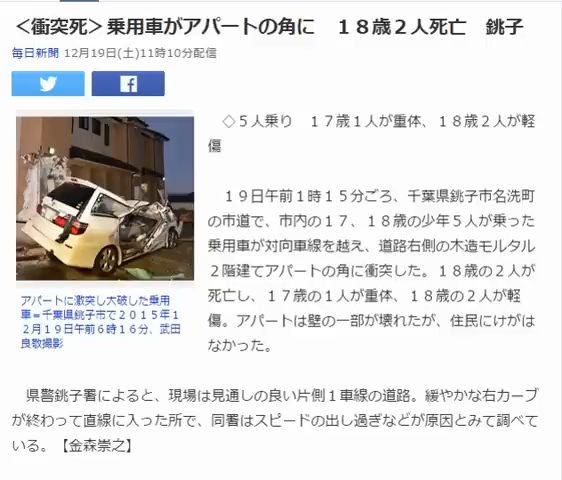 ＜衝突死＞乗用車がアパートの角に　１８歳２人死亡　銚子
毎日新聞 12月19日(土)11時10分配信
◇５人乗り　１７歳１人が重体、１８歳２人が軽
傷
１９日午前１時１５分ごろ、千葉県銚子市名洗町
の市道で、市内の１７、１８歳の少年５人が乗った
乗用車が対向車線を越え、道路右側の木造モルタル
２階建てアパートの角に衝突した。１８歳の２人が
死亡し、１７歳の１人が重体、１８歳の２人が軽
傷。アパートは壁の一部が壊れたが、住民にけがは
なかった。
アパートに激突し大破した乗用
車＝千葉県銚子市で２０１５年１
２月１９日午前６時１６分、武田
良敬撮影
県警銚子署によると、現場は見通しの良い片側１車線の道路。緩やかな右カーブ
が終わって直線に入った所で、同署はスピードの出し過ぎなどが原因とみて調べて
いる。【金森崇之】